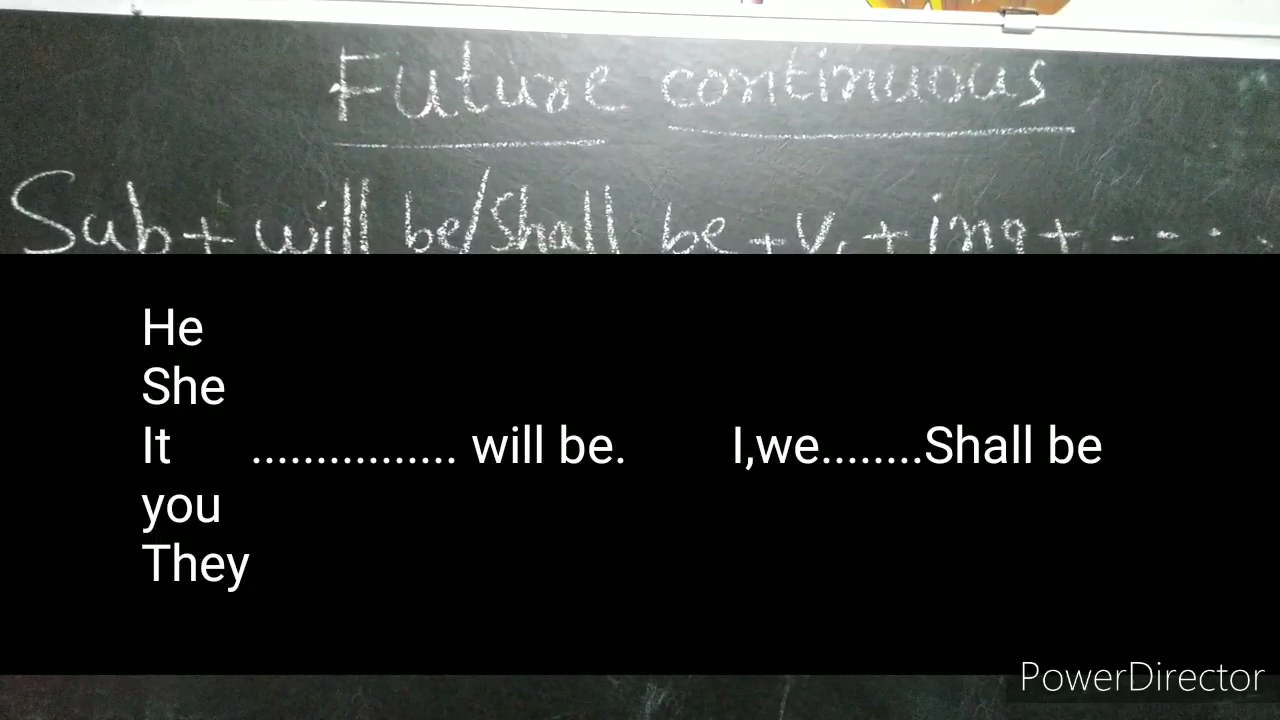 Future continuous
Sub + will be/shall be + V1 + ing + - - - - -
He
She
It ................ will be. I,we........Shall be
you
They
PowerDirector